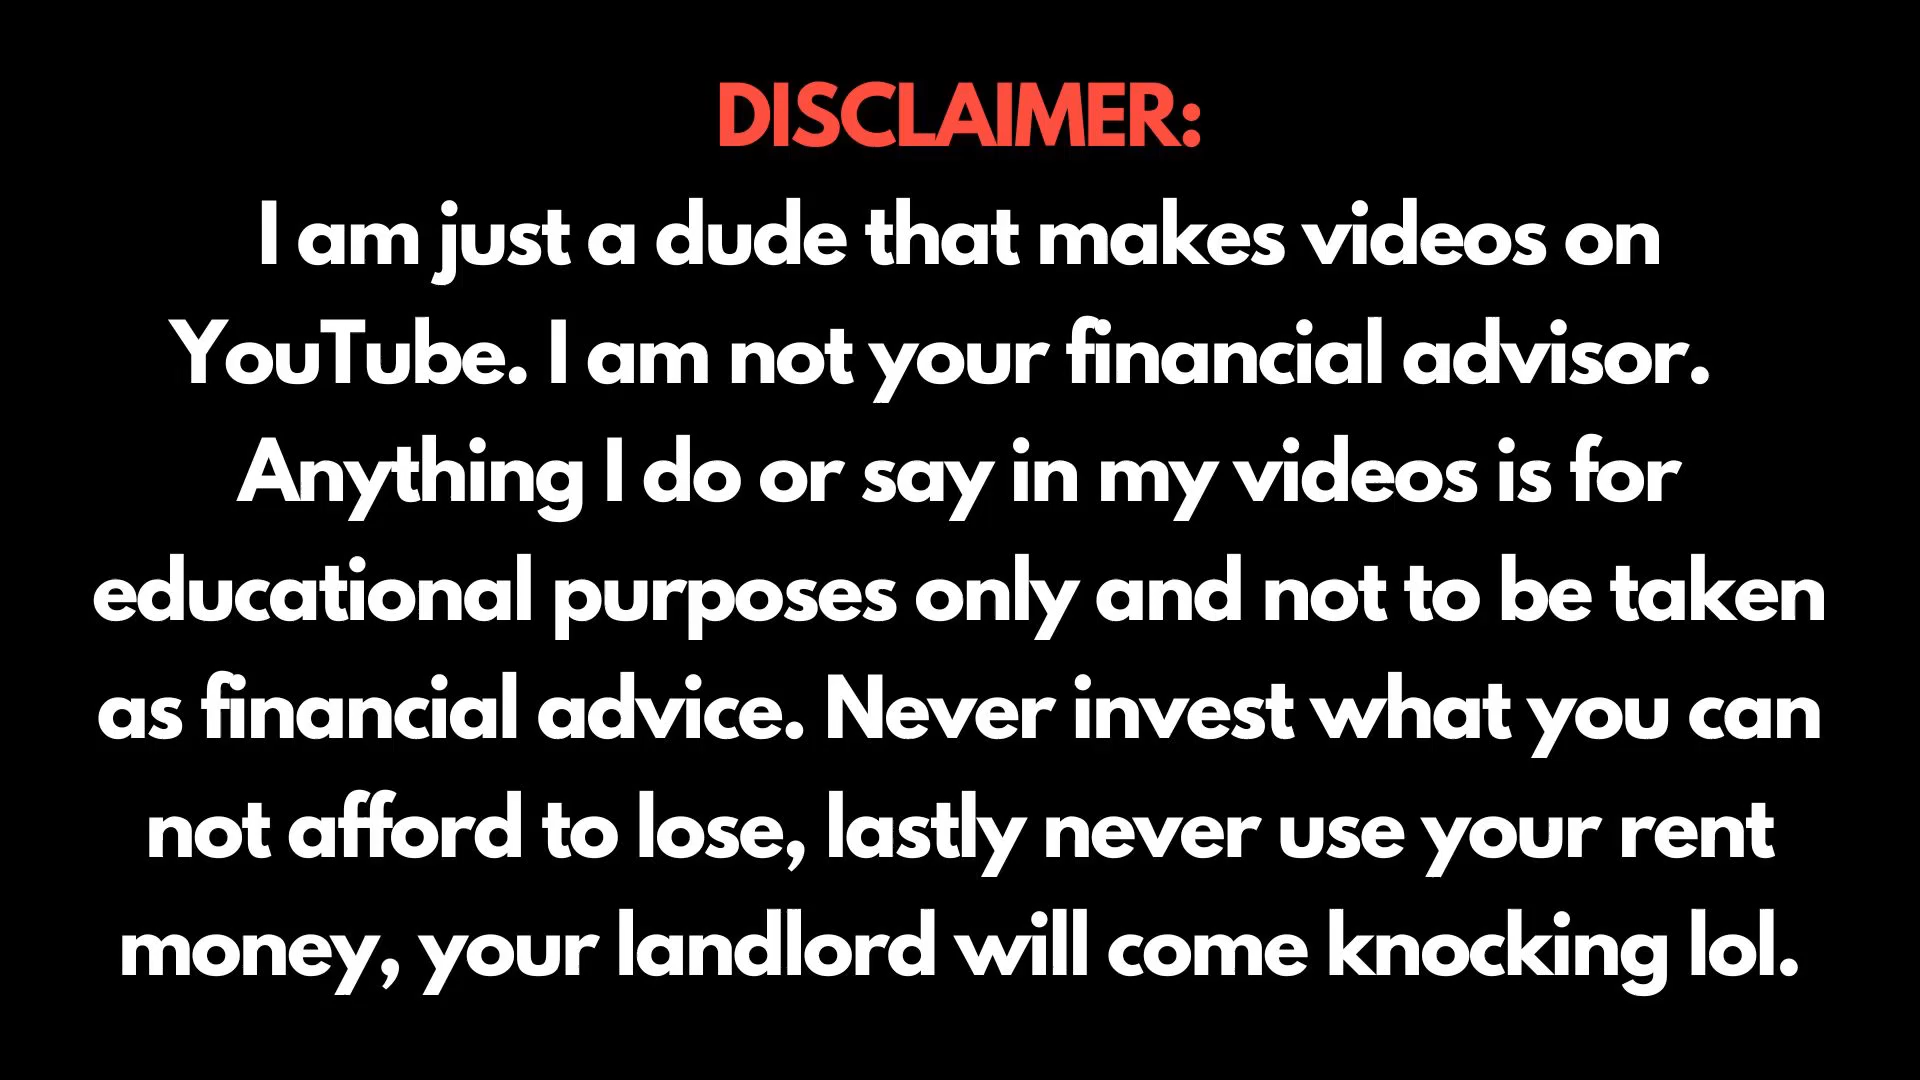 DISCLAIMER:
I am just a dude that makes videos on
YouTube. I am not your financial advisor.
Anything I do or say in my videos is for
educational purposes only and not to be taken
as financial advice. Never invest what you can
not afford to lose, lastly never use your rent
money, your landlord will come knocking lol.